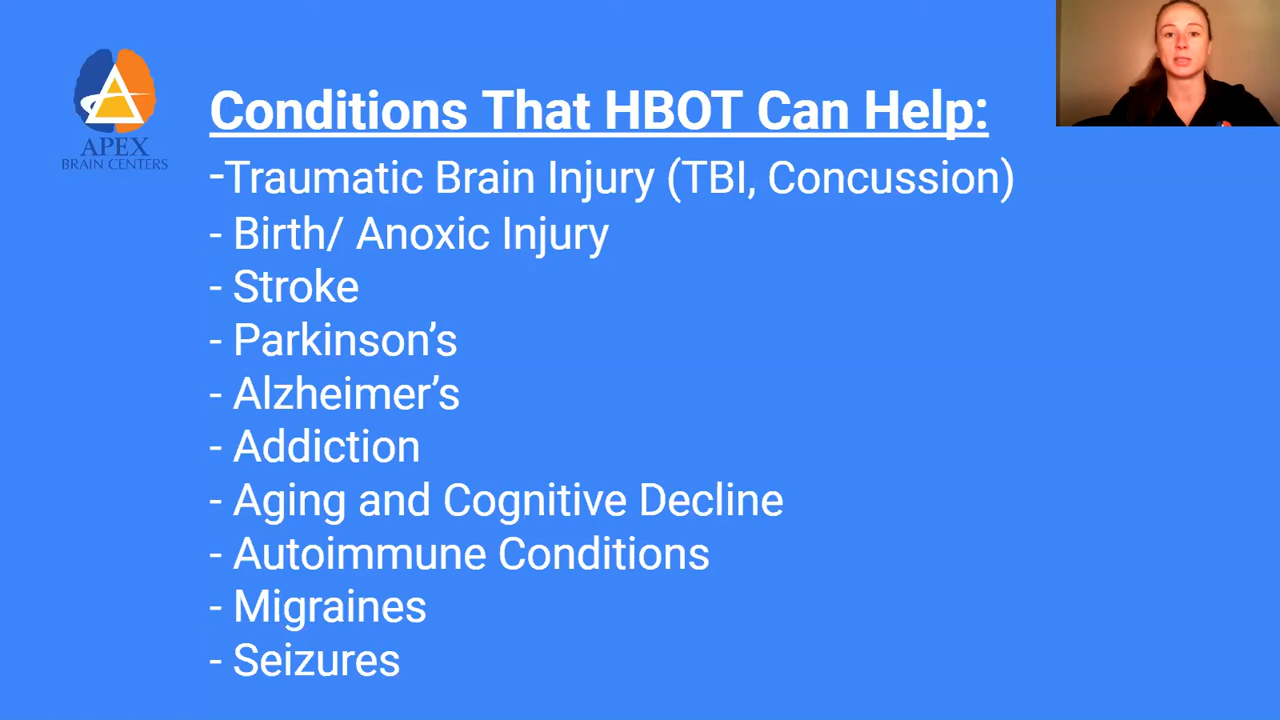 APEX
BRAIN CENTERS
Conditions That HBOT Can Help:
-Traumatic Brain Injury (TBI, Concussion)
- Birth/ Anoxic Injury
- Stroke
- Parkinson’s
- Alzheimer’s
- Addiction
- Aging and Cognitive Decline
- Autoimmune Conditions
- Migraines
- Seizures